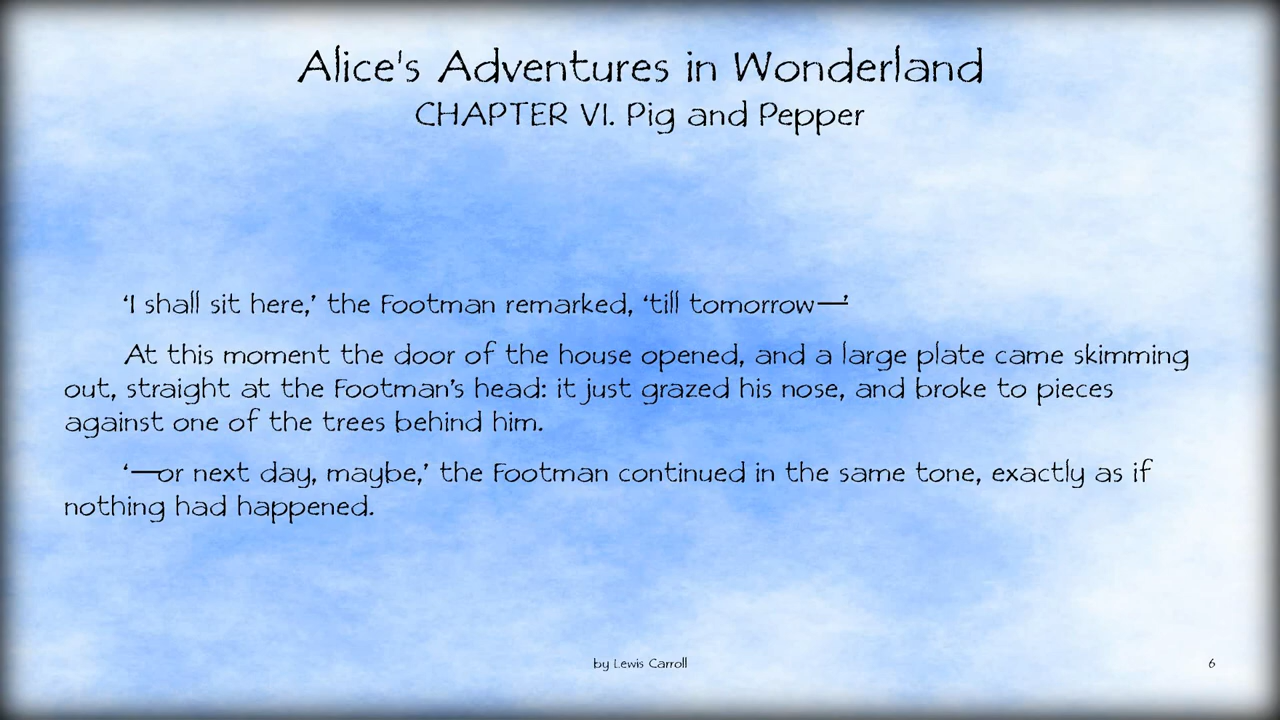 Alice's Adventures in Wonderland
CHAPTER VI. Pig and Pepper
‘I shall sit here,’ the Footman remarked, ‘till tomorrow—’
At this moment the door of the house opened, and a large plate came skimming
out, straight at the Footman’s head: it just grazed his nose, and broke to pieces
against one of the trees behind him.
‘—or next day, maybe,’ the Footman continued in the same tone, exactly as if
nothing had happened.
by Lewis Carroll
6